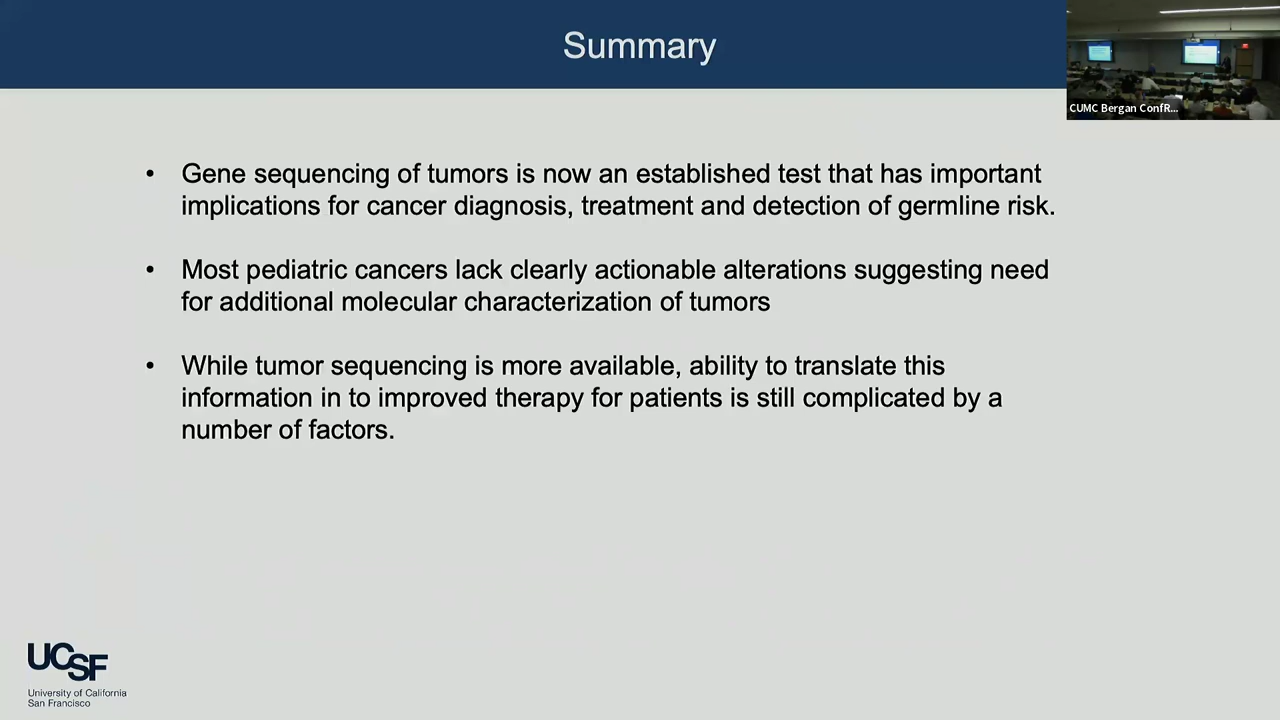 Summary
CUMC Bergan ConfR...
• Gene sequencing of tumors is now an established test that has important
implications for cancer diagnosis, treatment and detection of germline risk.
• Most pediatric cancers lack clearly actionable alterations suggesting need
for additional molecular characterization of tumors
• While tumor sequencing is more available, ability to translate this
information in to improved therapy for patients is still complicated by a
number of factors.
UCSF
University of California
San Francisco